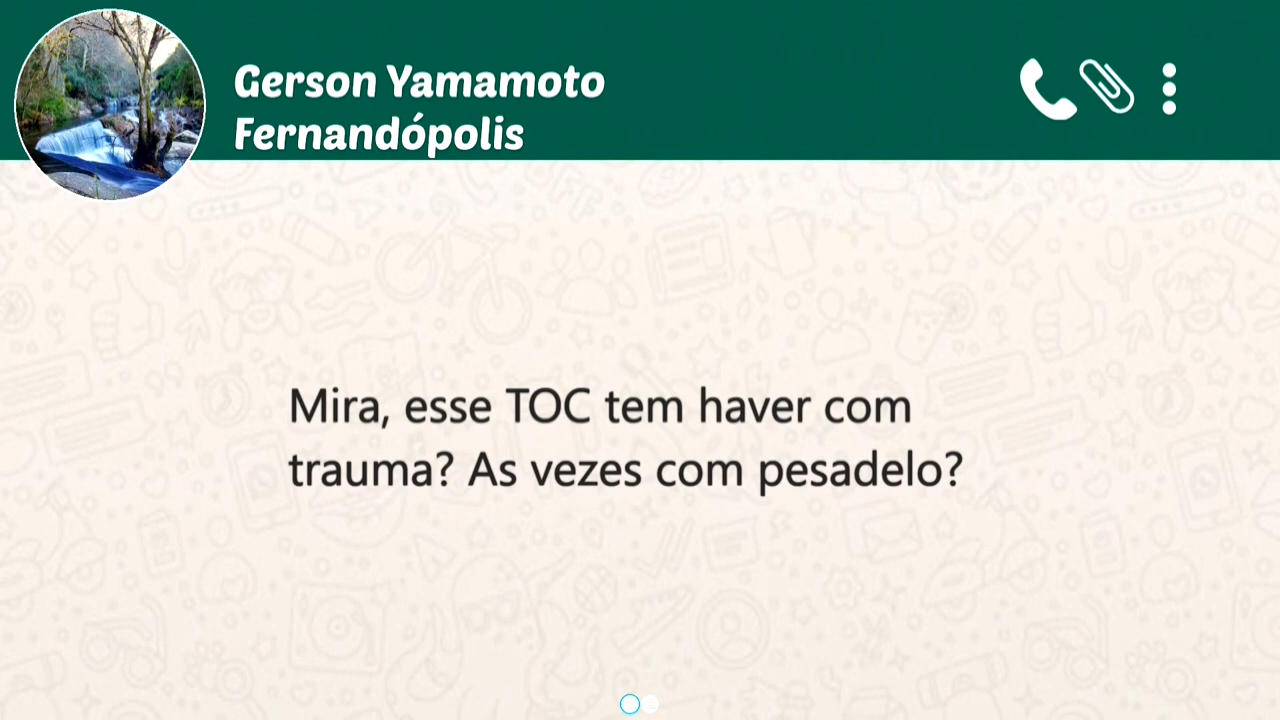 Gerson Yamamoto
Fernandópolis
Mira, esse TOC tem haver com
trauma? As vezes com pesadelo?